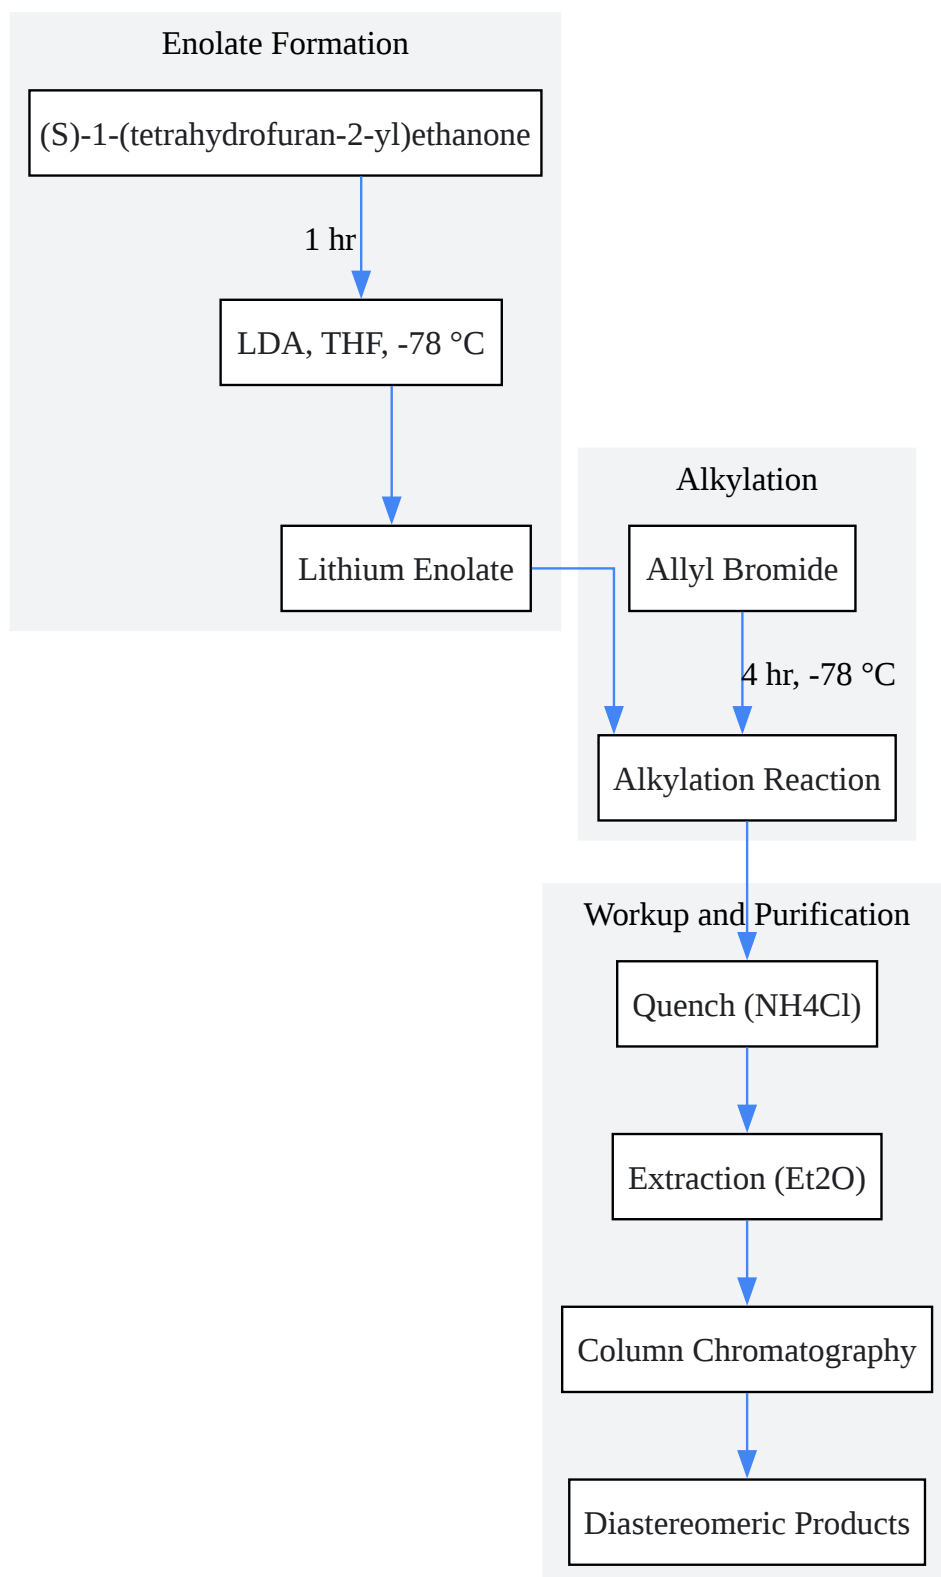 Enolate Formation
(S)-1-(tetrahydrofuran-2-yl)ethanone
1 hr
LDA, THF, -78 °C
Lithium Enolate
Alkylation
Allyl Bromide
4 hr, -78 °C
Alkylation Reaction
Workup and Purification
Quench (NH4Cl)
Extraction (Et2O)
Column Chromatography
Diastereomeric Products